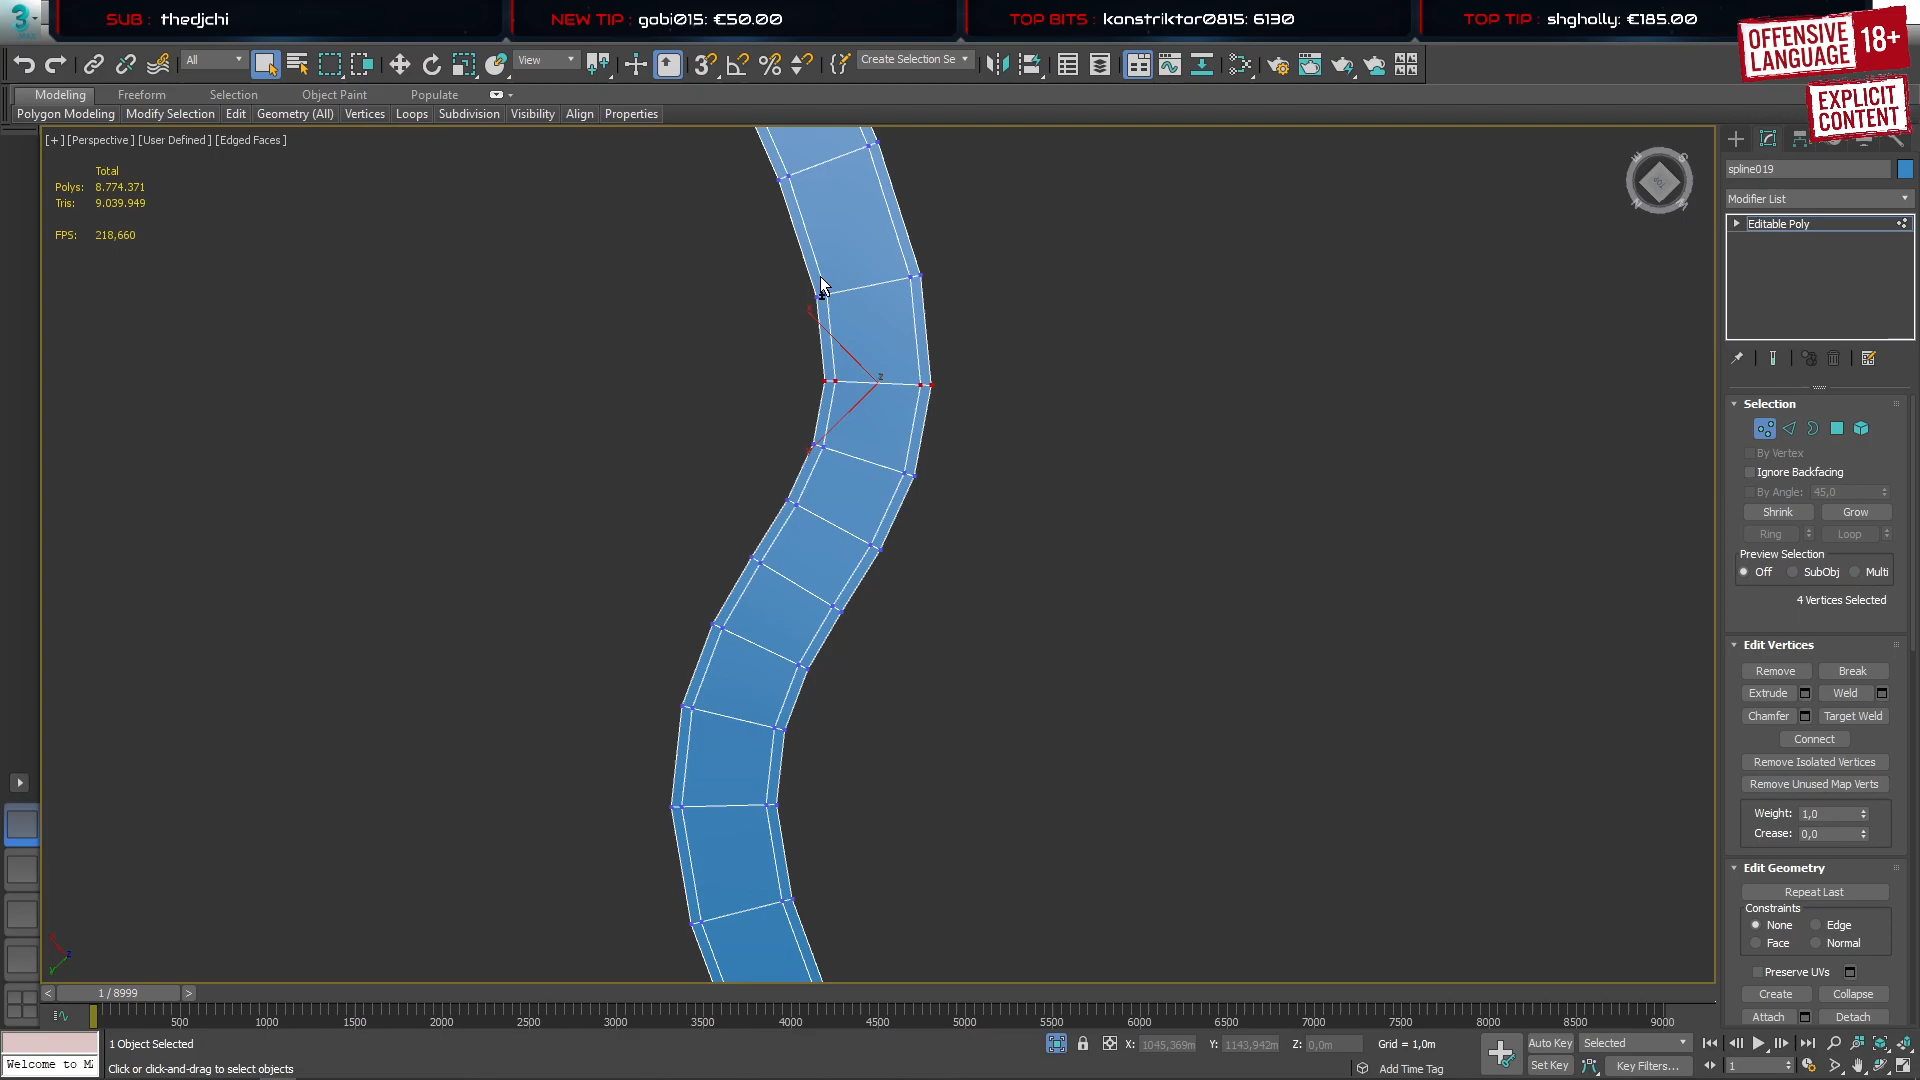 SUB : thedjchi
NEW TIP : gobi015: €50.00
TOP BITS : konstriktor0815: 6130
TOP TIP : shgholly: €185.00
OFFENSIVE LANGUAGE 18+
EXPLICIT CONTENT
All
View
Create Selection Se
Modeling
Freeform
Selection
Object Paint
Populate
Polygon Modeling
Modify Selection
Edit
Geometry (All)
Vertices
Loops
Subdivision
Visibility
Align
Properties
[+] [Perspective ] [User Defined ] [Edged Faces ]
Total
Polys: 8.774.371
Tris: 9.039.949
FPS: 218,660
spline019
Modifier List
Editable Poly
Selection
By Vertex
Ignore Backfacing
By Angle: 45,0
Shrink
Grow
Ring
Loop
Preview Selection
Off
SubObj
Multi
4 Vertices Selected
Edit Vertices
Remove
Break
Extrude
Weld
Chamfer
Target Weld
Connect
Remove Isolated Vertices
Remove Unused Map Verts
Weight: 1,0
Crease: 0,0
Edit Geometry
Repeat Last
Constraints
None
Edge
Face
Normal
Preserve UVs
Create
Collapse
Attach
Detach
z
< 1 / 8999 >
500 1000 1500 2000 2500 3000 3500 4000 4500 5000 5500 6000 6500 7000 7500 8000 8500 9000
1 Object Selected
X: 1045,369m
Y: 1143,942m
Z: 0,0m
Grid = 1,0m
Auto Key
Selected
Welcome to M
Click or click-and-drag to select objects
Add Time Tag
Set Key
Key Filters...
1